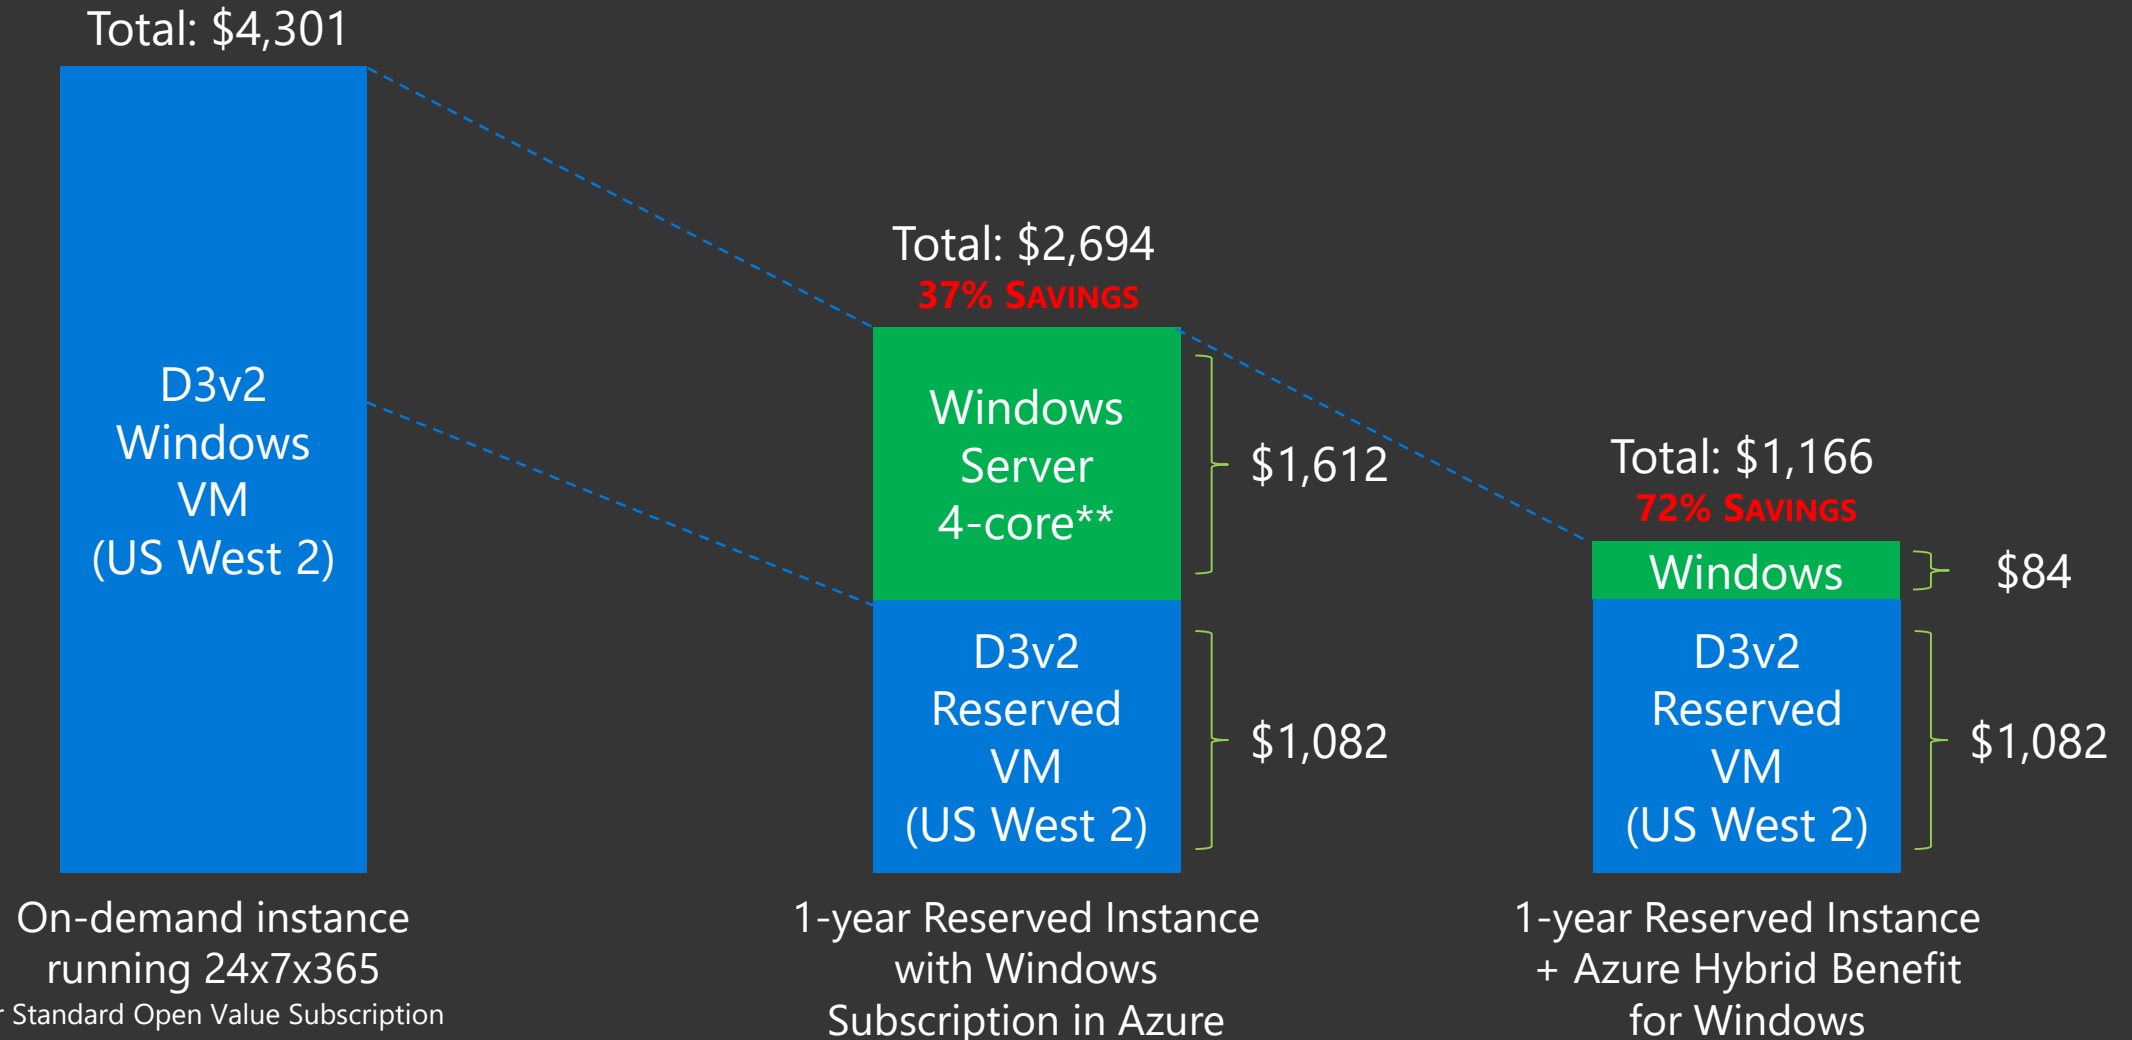 Total: $4,301
D3v2
Windows
VM
(US West 2)
On-demand instance
running 24x7x365
Standard Open Value Subscription
Total: $2,694
37% SAVINGS
Windows
Server
4-core**
$1,612
D3v2
Reserved
VM
(US West 2)
$1,082
1-year Reserved Instance
with Windows
Subscription in Azure
Total: $1,166
72% SAVINGS
Windows
$84
D3v2
Reserved
VM
(US West 2)
$1,082
1-year Reserved Instance
+ Azure Hybrid Benefit
for Windows